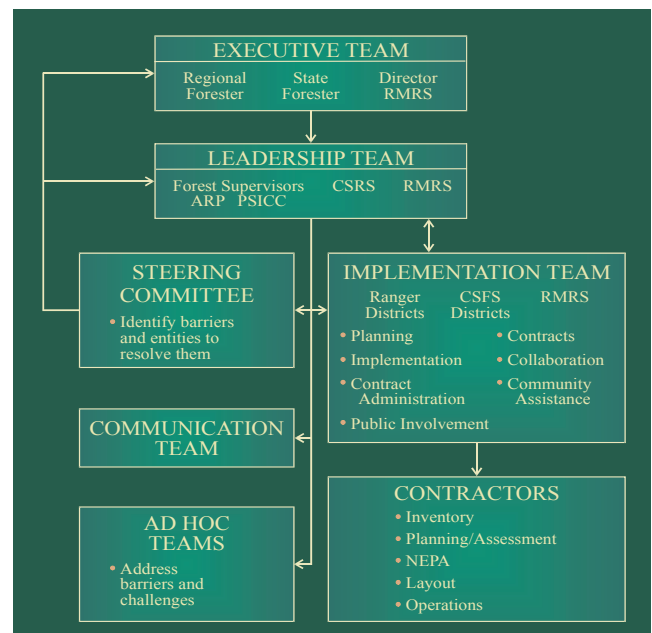 EXECUTIVE TEAM
Regional Forester
State Forester
Director RMRS
LEADERSHIP TEAM
Forest Supervisors CSRS RMRS
ARP PSICC
STEERING
COMMITTEE
• Identify barriers
and entities to
resolve them
IMPLEMENTATION TEAM
Ranger Districts
CSFS Districts
RMRS
• Planning
• Implementation
• Contract
Administration
• Public Involvement
• Contracts
• Collaboration
• Community
Assistance
COMMUNICATION
TEAM
AD HOC
TEAMS
• Address
barriers and
challenges
CONTRACTORS
• Inventory
• Planning/Assessment
• NEPA
• Layout
• Operations